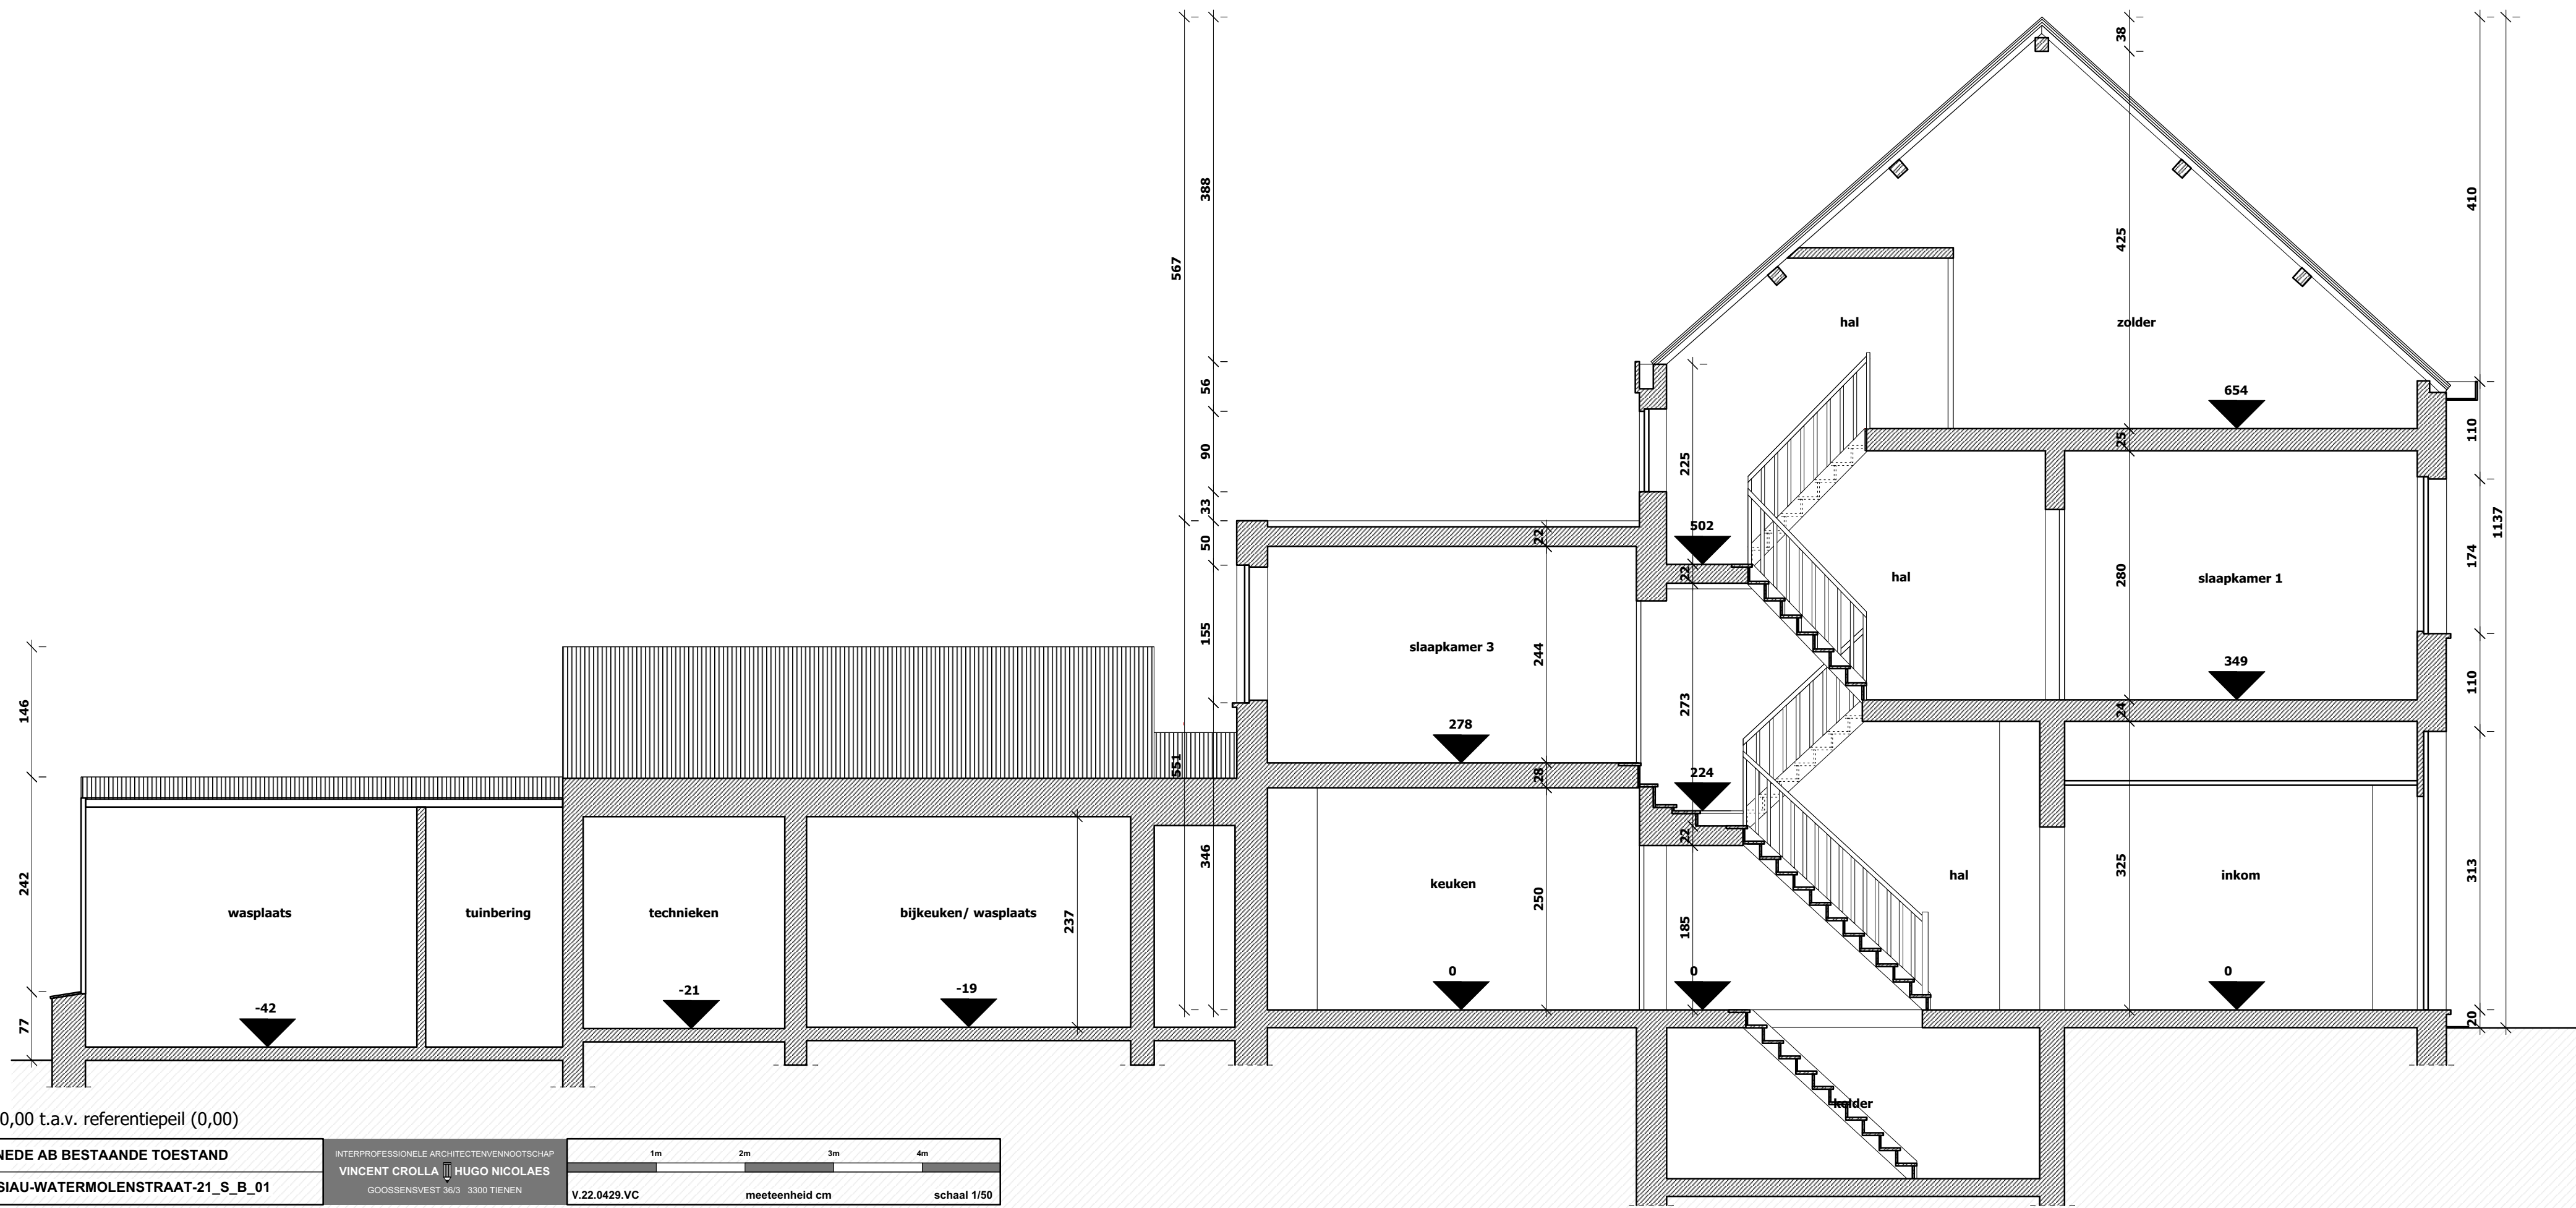 38
388
410
425
567
hal
zolder
56
654
110
25
90
225
1137
33
502
22
50
174
22
hal
280
slaapkamer 1
155
slaapkamer 3
244
349
110
146
273
24
278
551
28
224
22
346
325
313
242
keuken
hal
inkom
wasplaats
tuinbering
technieken
bijkeuken/ wasplaats
237
250
185
0
0
0
-42
-21
-19
77
20
kelder
0,00 t.a.v. referentiepeil (0,00)
NEDE AB BESTAANDE TOESTAND
SIAU-WATERMOLENSTRAAT-21_S_B_01
INTERPROFESSIONELE ARCHITECTENVENNOOTSCHAP
VINCENT CROLLA HUGO NICOLAES
GOOSSENSVEST 36/3 3300 TIENEN
1m 2m 3m 4m
V.22.0429.VC meeteenheid cm schaal 1/50